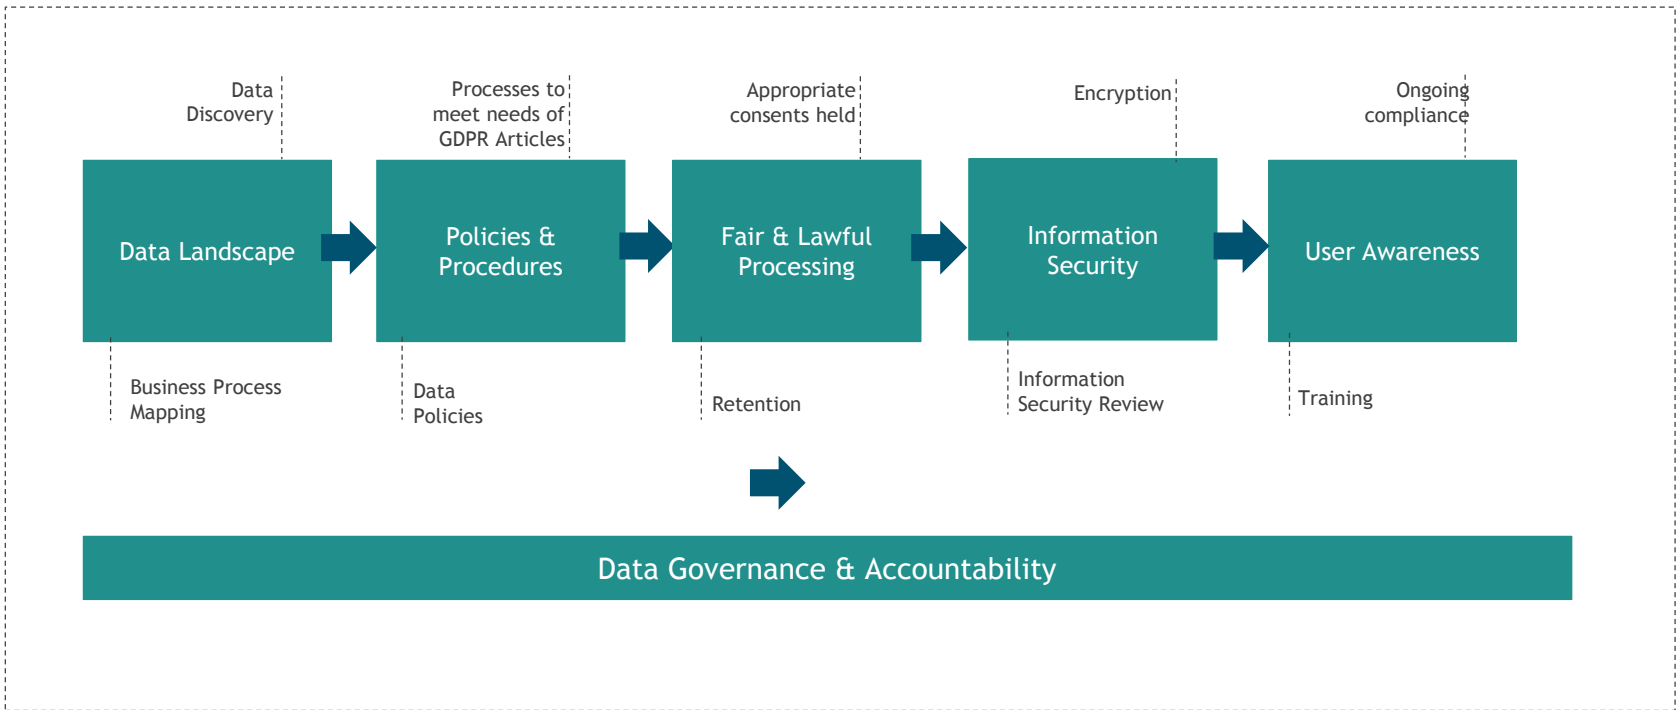 Data
Discovery
Processes to
meet needs of
GDPR Articles
Appropriate
consents held
Encryption
Ongoing
compliance
Data Landscape
Policies &
Procedures
Fair & Lawful
Processing
Information
Security
User Awareness
Business Process
Mapping
Data
Policies
Retention
Information
Security Review
Training
Data Governance & Accountability